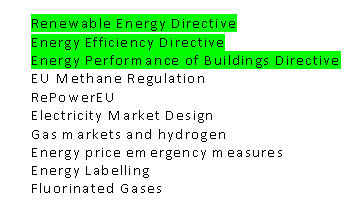 Renewable Energy Directive
Energy Efficiency Directive
Energy Performance of Buildings Directive
EU Methane Regulation
RePowerEU
Electricity Market Design
Gas markets and hydrogen
Energy price emergency measures
Energy Labelling
Fluorinated Gases